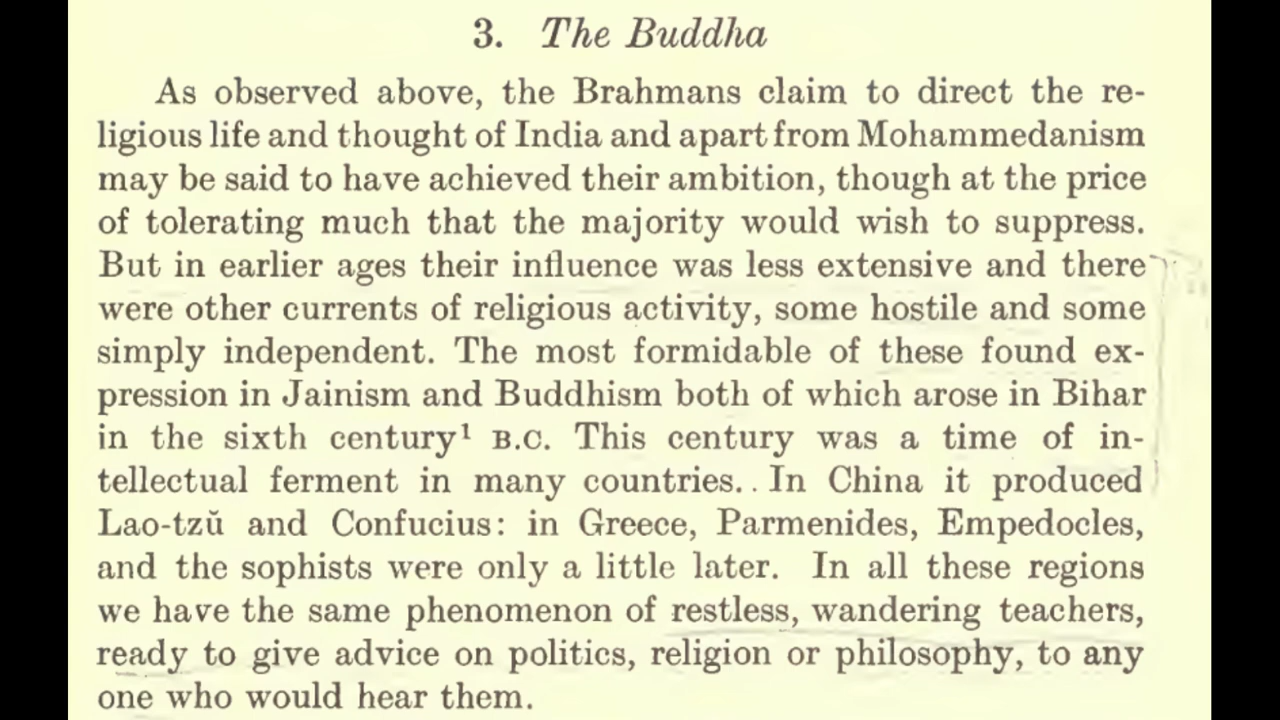 3. The Buddha
As observed above, the Brahmans claim to direct the re-
ligious life and thought of India and apart from Mohammedanism
may be said to have achieved their ambition, though at the price
of tolerating much that the majority would wish to suppress.
But in earlier ages their influence was less extensive and there
were other currents of religious activity, some hostile and some
simply independent. The most formidable of these found ex-
pression in Jainism and Buddhism both of which arose in Bihar
in the sixth century¹ B.C. This century was a time of in-
tellectual ferment in many countries. . In China it produced
Lao-tzŭ and Confucius: in Greece, Parmenides, Empedocles,
and the sophists were only a little later. In all these regions
we have the same phenomenon of restless, wandering teachers,
ready to give advice on politics, religion or philosophy, to any
one who would hear them.